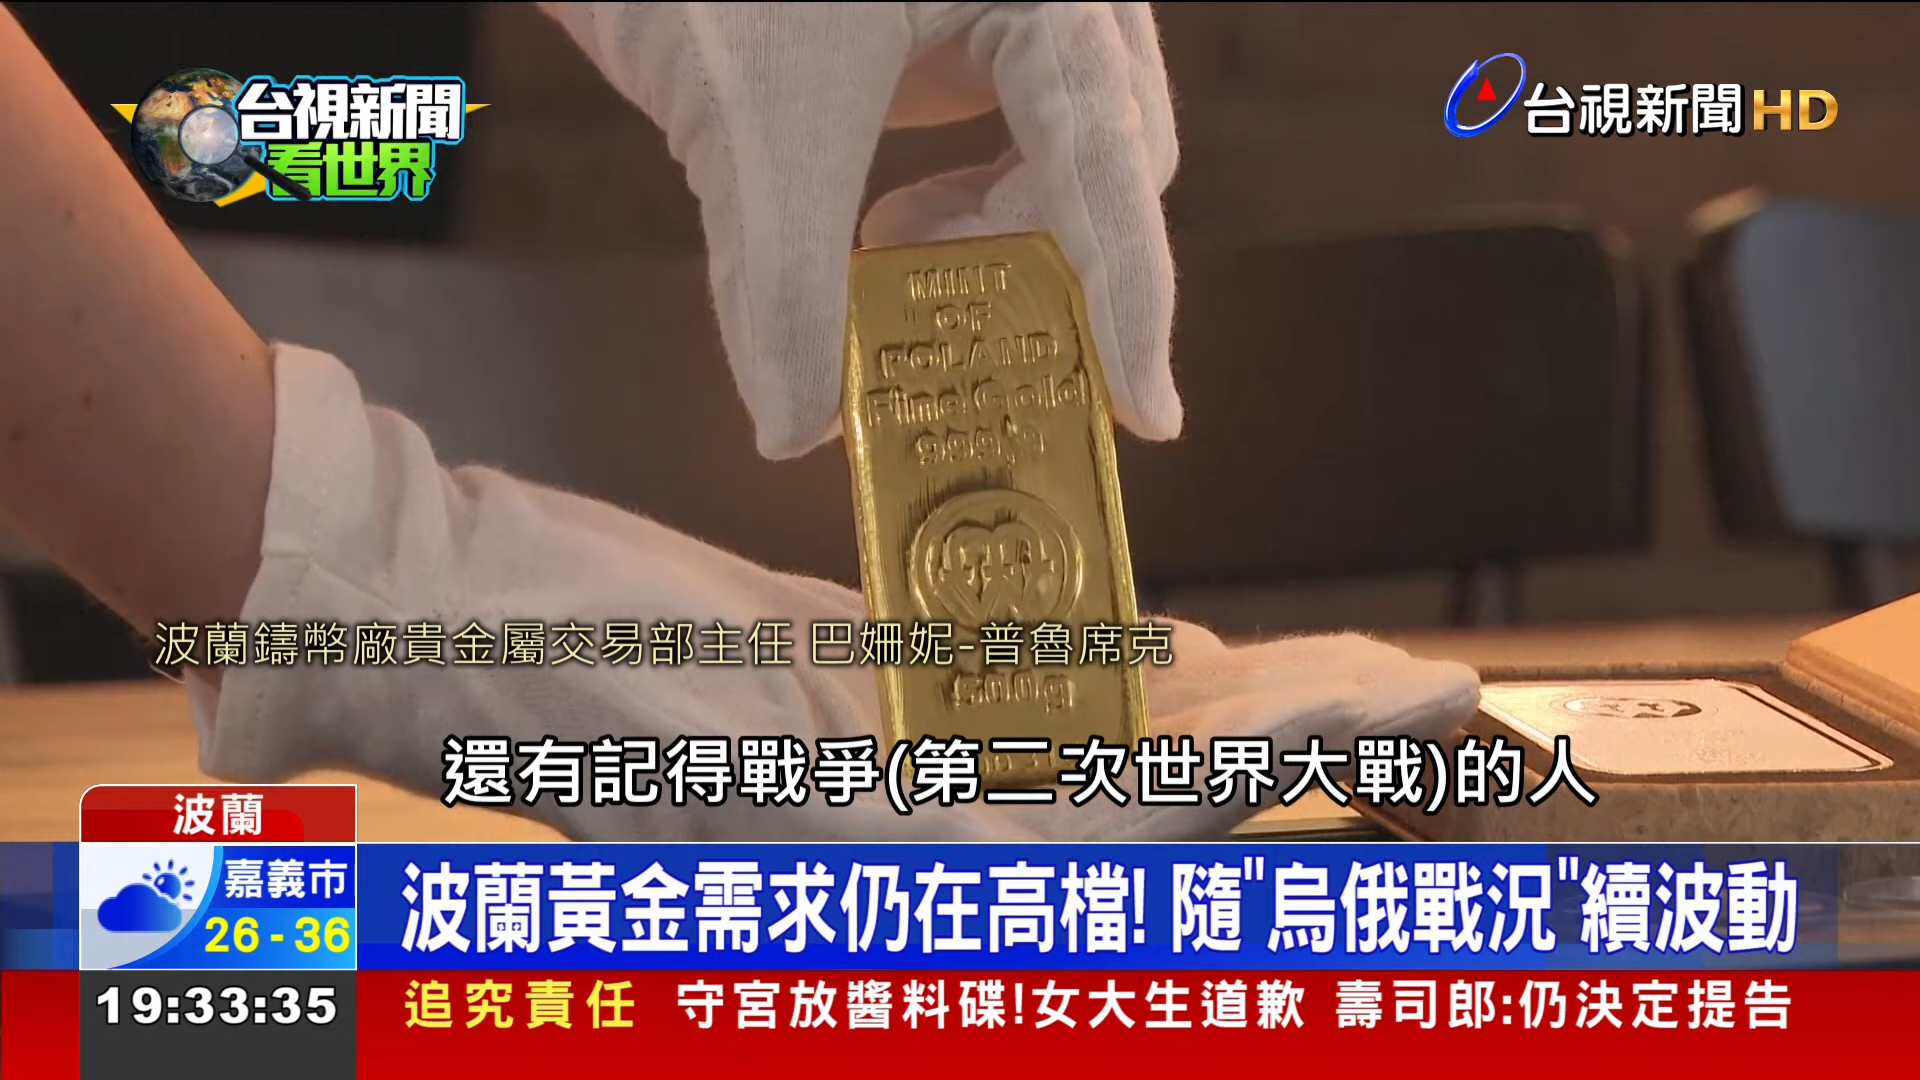 台視新聞
看世界
台視新聞HD
MINT
OF
POLAND
Fine Gold
999,9
500g
波蘭鑄幣廠貴金屬交易部主任 巴姍妮-普魯席克
還有記得戰爭(第二次世界大戰)的人
波蘭
嘉義市
26-36
波蘭黃金需求仍在高檔! 隨"烏俄戰況"續波動
19:33:35
追究責任 守宮放醬料碟!女大生道歉 壽司郎:仍決定提告